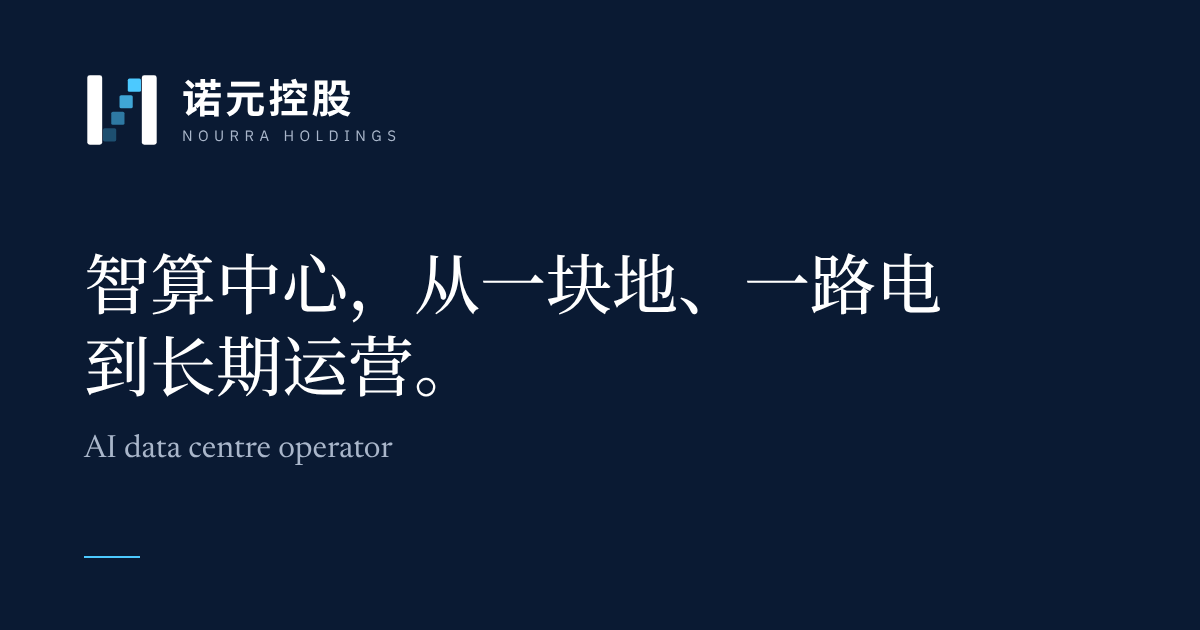 诺元控股
NOURRA HOLDINGS
智算中心，从一块地、一路电
到长期运营。
AI data centre operator